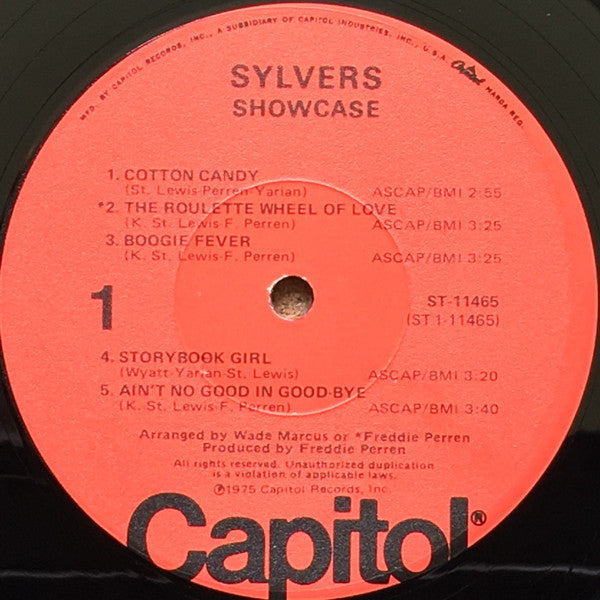 MFD. BY CAPITOL RECORDS, INC., A SUBSIDIARY OF CAPITOL INDUSTRIES, INC., U.S.A. Capitol MARCA REG.
SYLVERS
SHOWCASE
1. COTTON CANDY
(St. Lewis-Perren-Yarian) ASCAP/BMI 2:55
*2. THE ROULETTE WHEEL OF LOVE
(K. St. Lewis-F. Perren) ASCAP/BMI 3:25
3. BOOGIE FEVER
(K. St. Lewis-F. Perren) ASCAP/BMI 3:25
1
ST-11465
(ST 1-11465)
4. STORYBOOK GIRL
(Wyatt-Yarian-St. Lewis) ASCAP/BMI 3:20
5. AIN'T NO GOOD IN GOOD-BYE
(K. St. Lewis-F. Perren) ASCAP/BMI 3:40
Arranged by Wade Marcus or *Freddie Perren
Produced by Freddie Perren
All rights reserved. Unauthorized duplication
is a violation of applicable laws.
℗1975 Capitol Records, Inc.
Capitol®